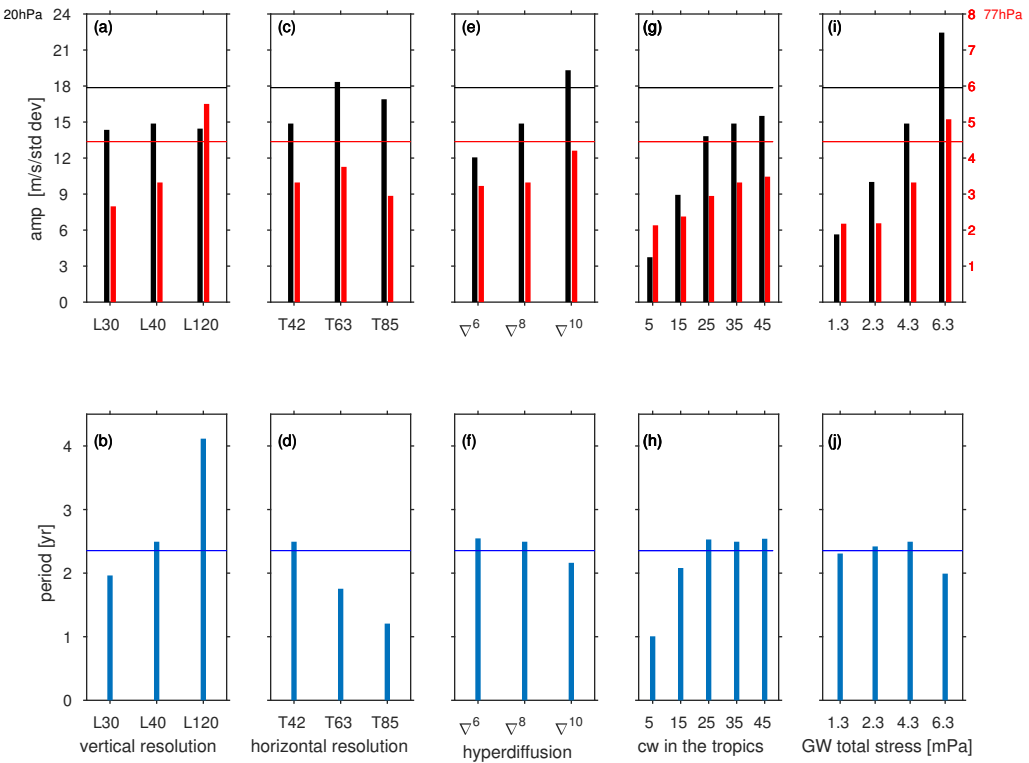 20hPa
24
21
18
15
12
9
6
3
0
amp [m/s/std dev]
(a)
(c)
(e)
(g)
(i)
8
7
6
5
4
3
2
1
77hPa
L30 L40 L120
T42 T63 T85
∇6 ∇8 ∇10
5 15 25 35 45
1.3 2.3 4.3 6.3
4
3
2
1
0
period [yr]
(b)
(d)
(f)
(h)
(j)
L30 L40 L120
T42 T63 T85
∇6 ∇8 ∇10
5 15 25 35 45
1.3 2.3 4.3 6.3
vertical resolution
horizontal resolution
hyperdiffusion
cw in the tropics
GW total stress [mPa]